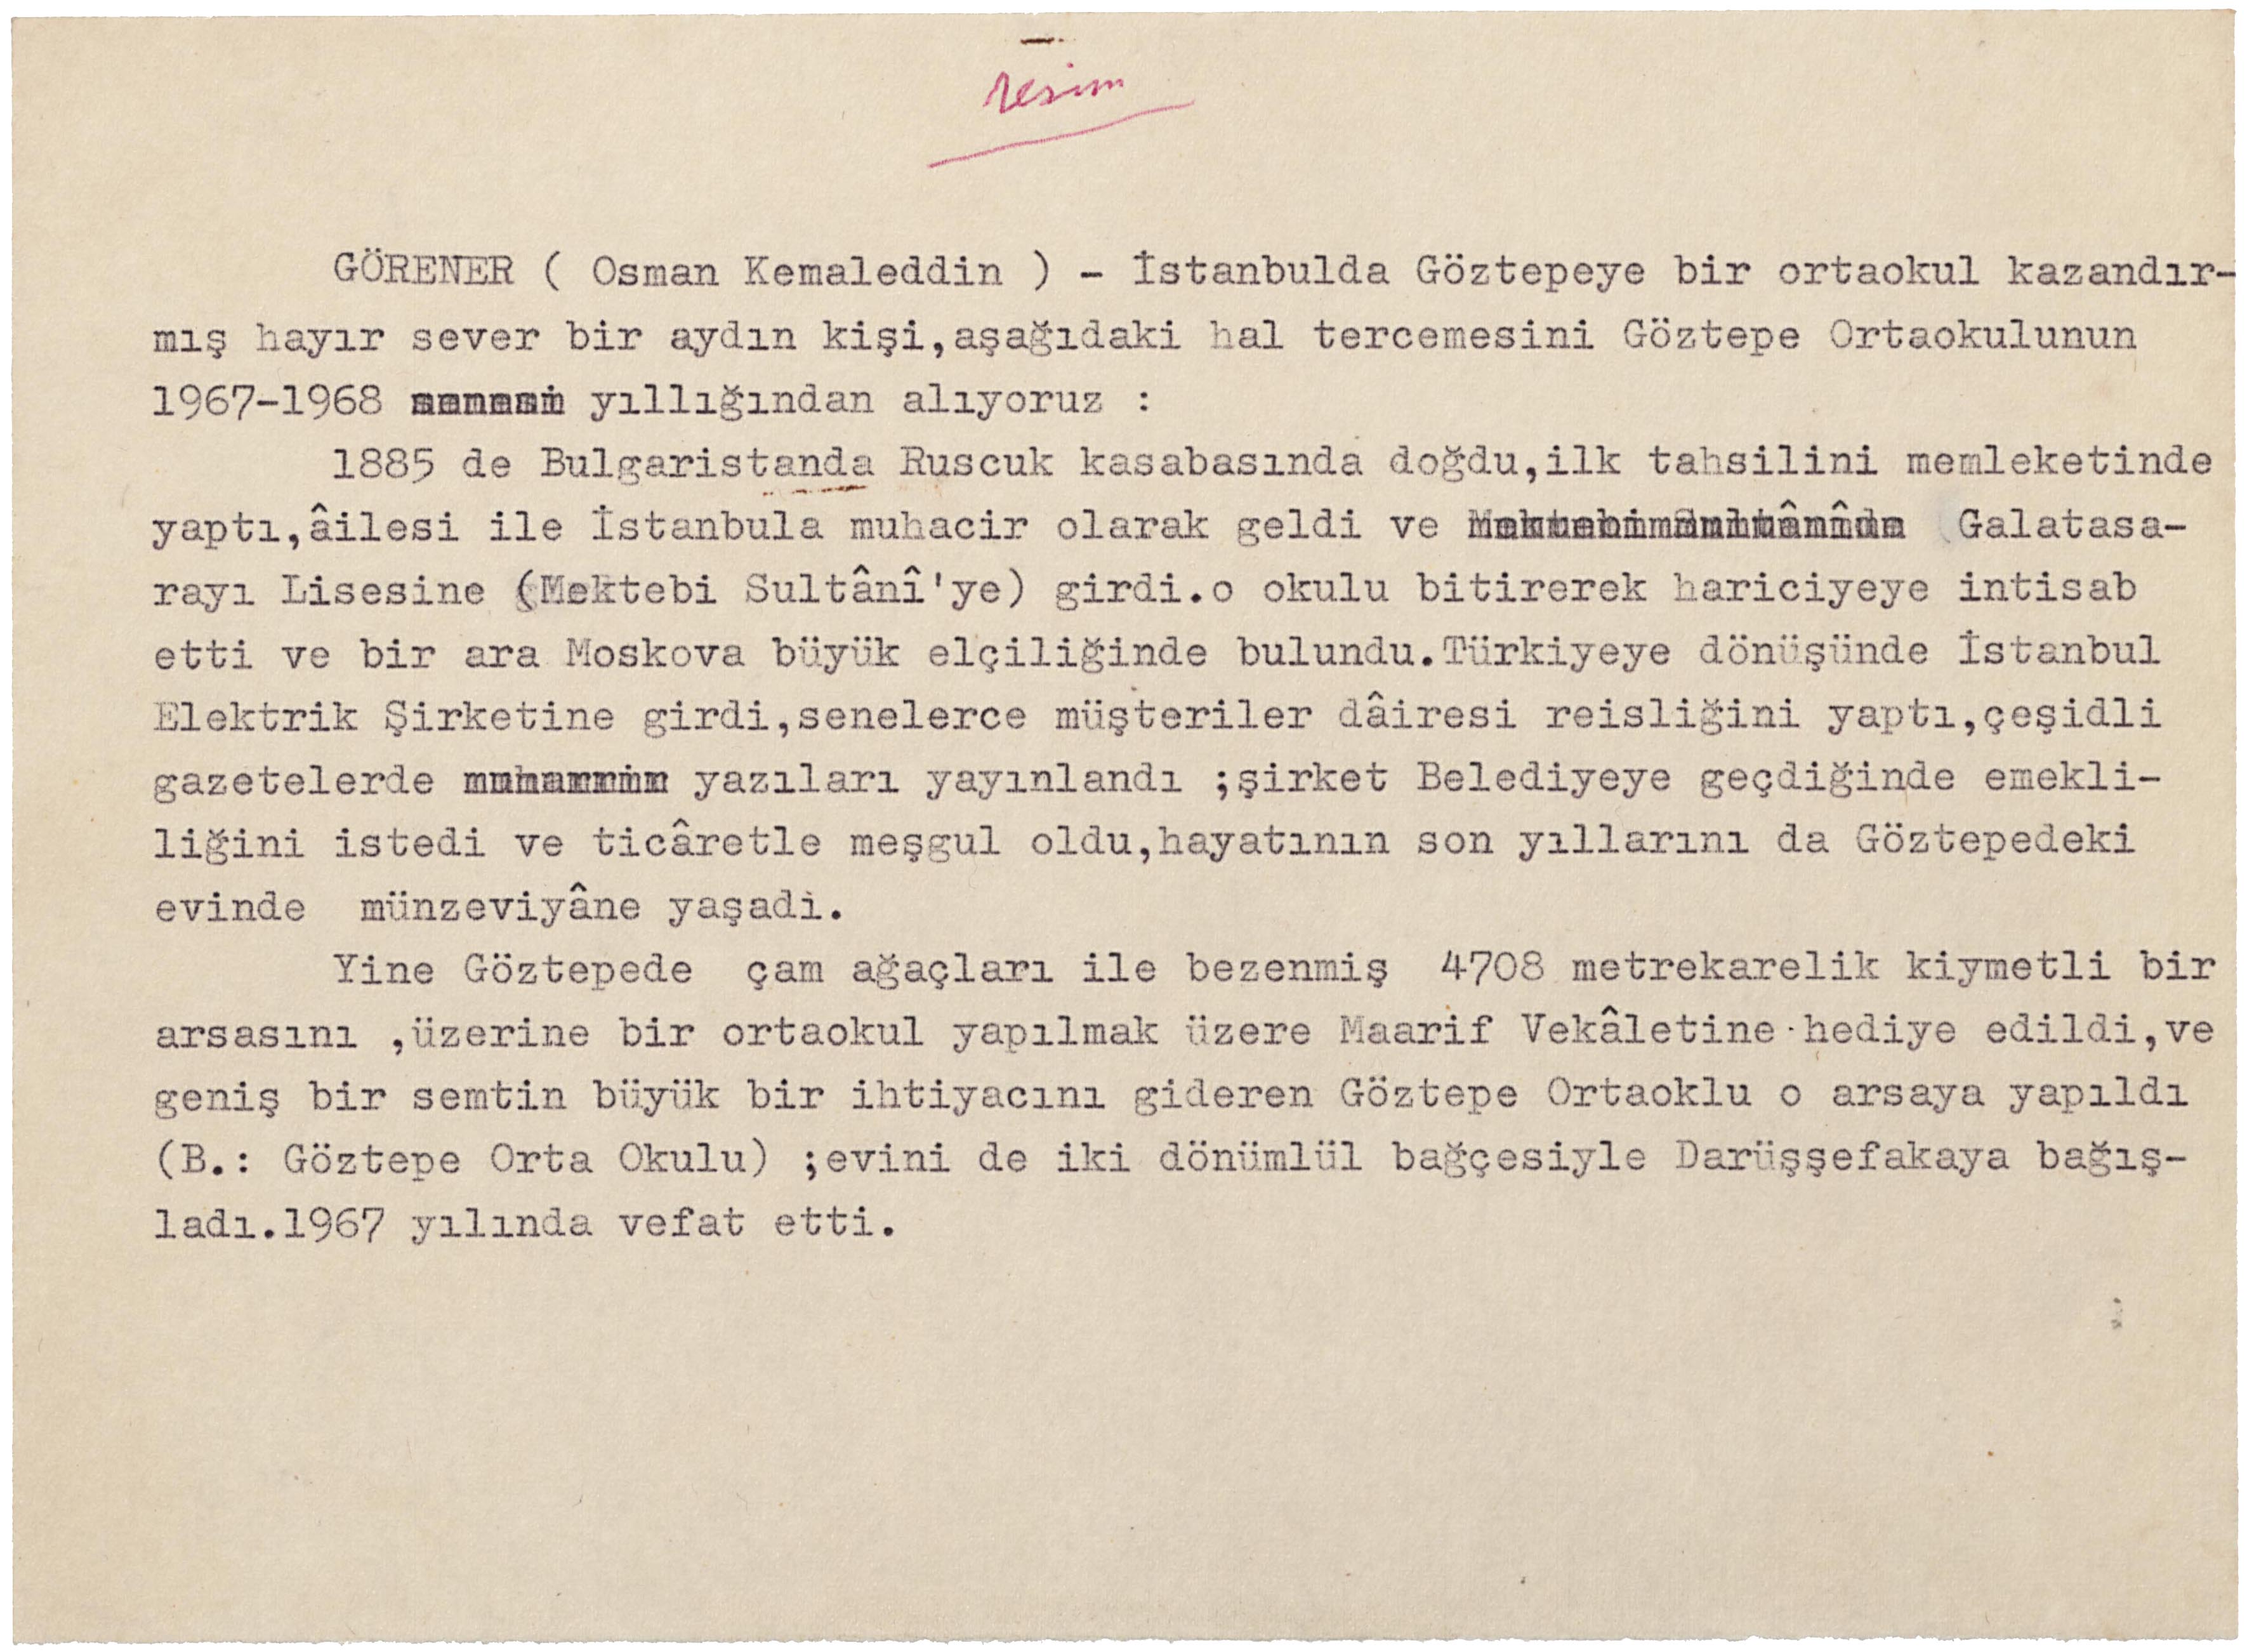 resim
GÖRENER ( Osman Kemaleddin ) - İstanbulda Göztepeye bir ortaokul kazandır-
mış hayır sever bir aydın kişi,aşağıdaki hal tercemesini Göztepe Ortaokulunun
1967-1968 yıllığından alıyoruz :
1885 de Bulgaristanda Ruscuk kasabasında doğdu,ilk tahsilini memleketinde
yaptı,âilesi ile İstanbula muhacir olarak geldi ve Galatasa-
rayı Lisesine (Mektebi Sultânî'ye) girdi.o okulu bitirerek hariciyeye intisab
etti ve bir ara Moskova büyük elçiliğinde bulundu.Türkiyeye dönüşünde İstanbul
Elektrik Şirketine girdi,senelerce müşteriler dâiresi reisliğini yaptı,çeşidli
gazetelerde yazıları yayınlandı ;şirket Belediyeye geçdiğinde emekli-
liğini istedi ve ticâretle meşgul oldu,hayatının son yıllarını da Göztepedeki
evinde münzeviyâne yaşadi.
Yine Göztepede çam ağaçları ile bezenmiş 4708 metrekarelik kiymetli bir
arsasını ,üzerine bir ortaokul yapılmak üzere Maarif Vekâletine hediye edildi,ve
geniş bir semtin büyük bir ihtiyacını gideren Göztepe Ortaoklu o arsaya yapıldı
(B.: Göztepe Orta Okulu) ;evini de iki dönümlül bağçesiyle Darüşşefakaya bağış-
ladı.1967 yılında vefat etti.